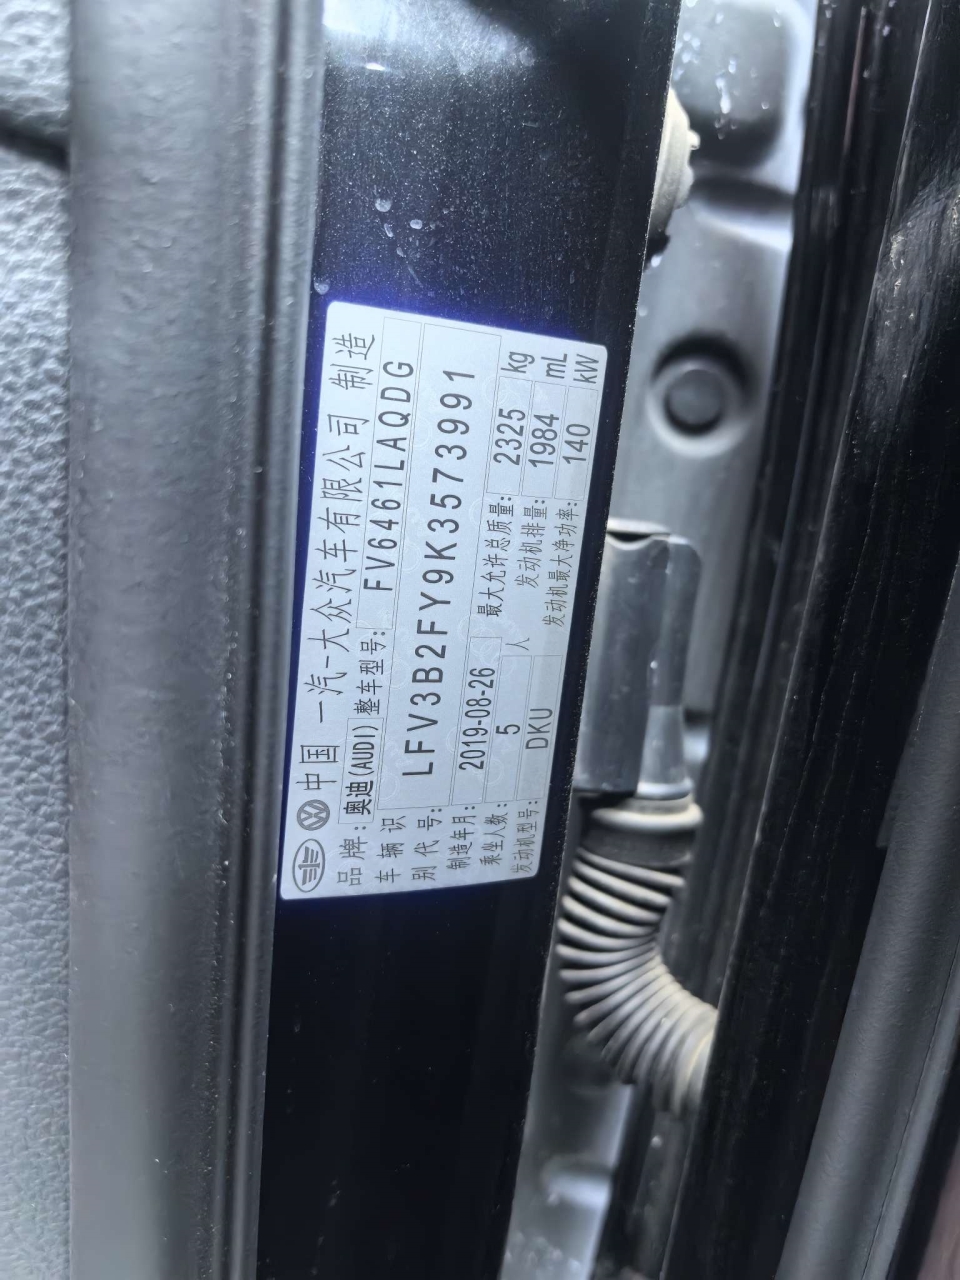 中国 一汽-大众汽车有限公司 制造
品牌: 奥迪(AUDI) 整车型号: FV6461LAQDG
车辆识别代号: LFV3B2FY9K3573991
制造年月: 2019-08-26 最大允许总质量: 2325 kg
乘坐人数: 5 人 发动机排量: 1984 mL
发动机型号: DKU 发动机最大净功率: 140 kW